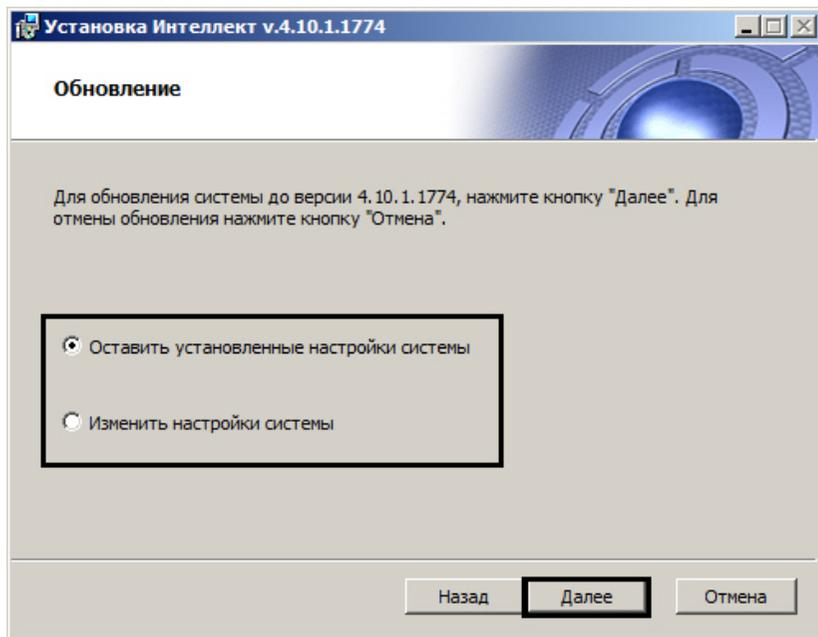 Установка Интеллект v.4.10.1.1774
Обновление
Для обновления системы до версии 4.10.1.1774, нажмите кнопку "Далее". Для
отмены обновления нажмите кнопку "Отмена".
Оставить установленные настройки системы
Изменить настройки системы
Назад Далее Отмена